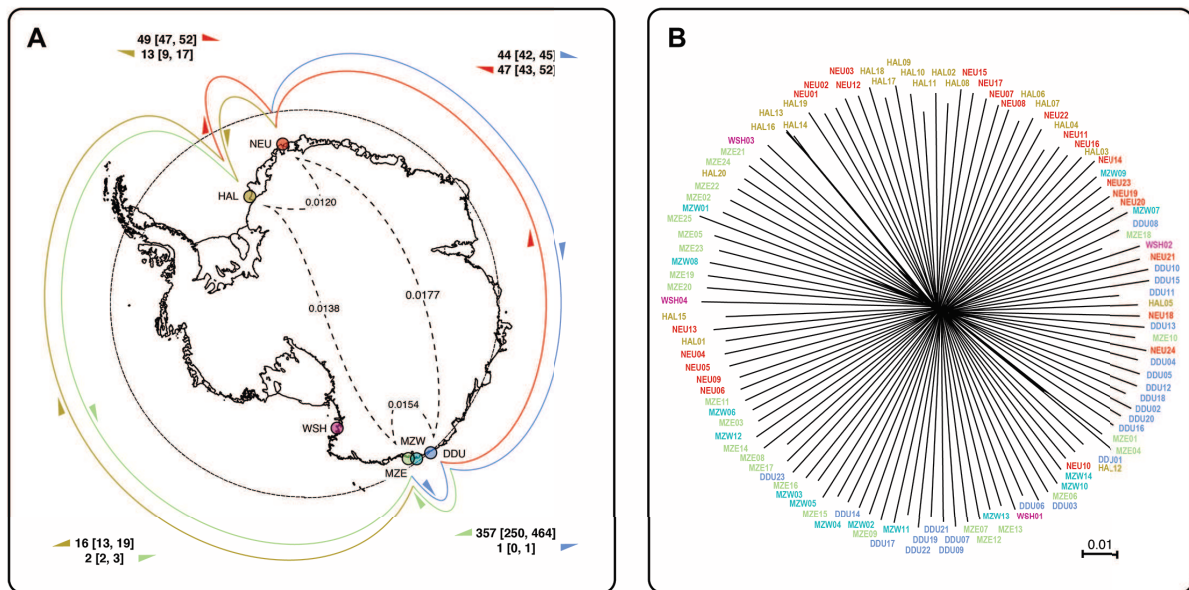 A
49 [47, 52]
13 [9, 17]
44 [42, 45]
47 [43, 52]
NEU
HAL
0.0120
0.0138
0.0177
0.0154
WSH
MZW
DDU
MZE
16 [13, 19]
2 [2, 3]
357 [250, 464]
1 [0, 1]
B
HAL09
NEU03
HAL18
HAL10
HAL02
NEU15
NEU02
NEU12
HAL17
HAL11
HAL08
NEU17
NEU01
NEU07
HAL06
HAL19
NEU08
HAL07
HAL13
NEU22
HAL16
HAL14
HAL04
WSH03
NEU11
MZE21
NEU16
MZE24
HAL03
HAL20
NEU14
MZE22
MZW09
MZE02
NEU23
MZW01
NEU19
MZE25
NEU20
MZE05
MZW07
MZE23
DDU08
MZW08
MZE18
MZE19
WSH02
MZE20
NEU21
WSH04
DDU10
HAL15
DDU15
NEU13
DDU11
HAL01
HAL05
NEU04
NEU18
NEU05
DDU13
NEU09
MZE10
NEU06
NEU24
MZE11
DDU04
MZW06
DDU05
MZE03
DDU12
MZW12
DDU18
MZE14
DDU02
MZE08
DDU20
MZE17
DDU16
DDU23
MZE01
MZE16
MZE04
MZW03
DDU01
MZW05
HAL12
MZE15
NEU10
MZW04
MZW14
DDU14
MZW10
MZW02
MZE06
MZE09
DDU03
DDU17
DDU06
MZW11
WSH01
DDU21
MZW13
DDU19
MZE13
DDU22
MZE12
DDU07
MZE07
DDU09
0.01